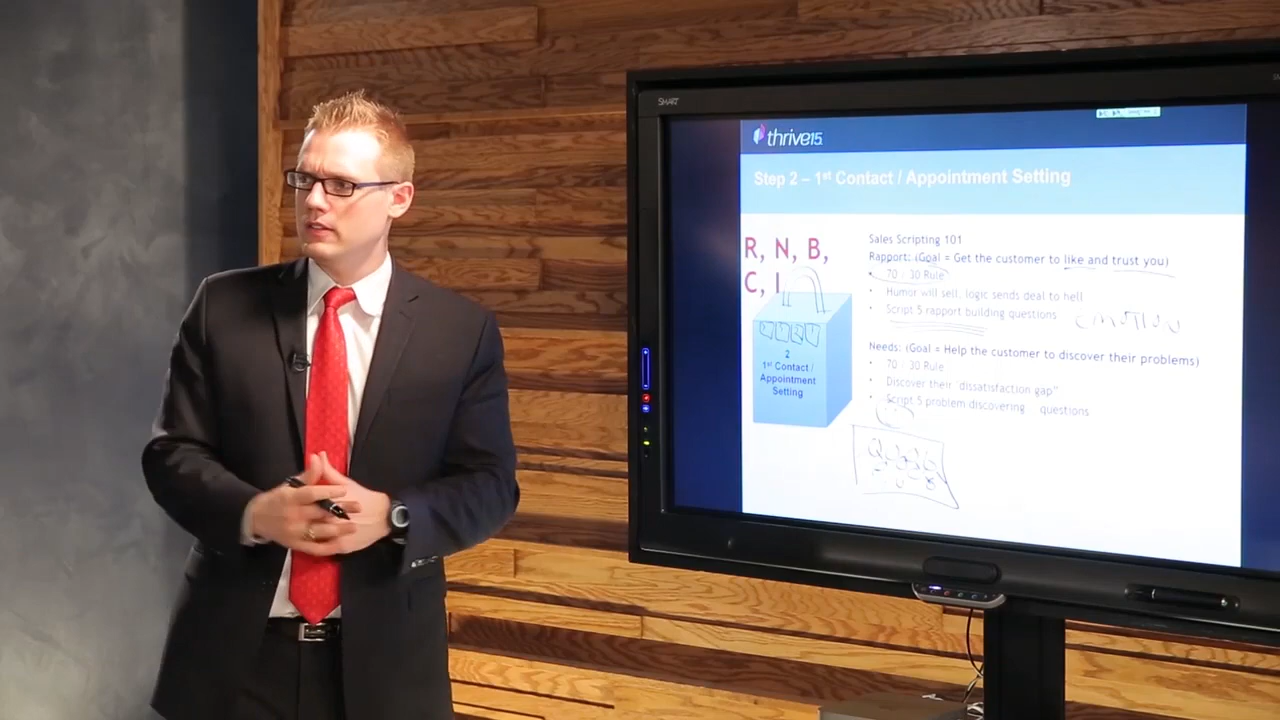 SMART
thrive15
Step 2 – 1st Contact / Appointment Setting
R, N, B,
C, I
2
1st Contact /
Appointment
Setting
Sales Scripting 101
Rapport: (Goal = Get the customer to like and trust you)
• 70 / 30 Rule
• Humor will sell, logic sends deal to hell
• Script 5 rapport building questions
EMOTION
Needs: (Goal = Help the customer to discover their problems)
• 70 / 30 Rule
• Discover their "dissatisfaction gap"
• Script 5 problem discovering questions